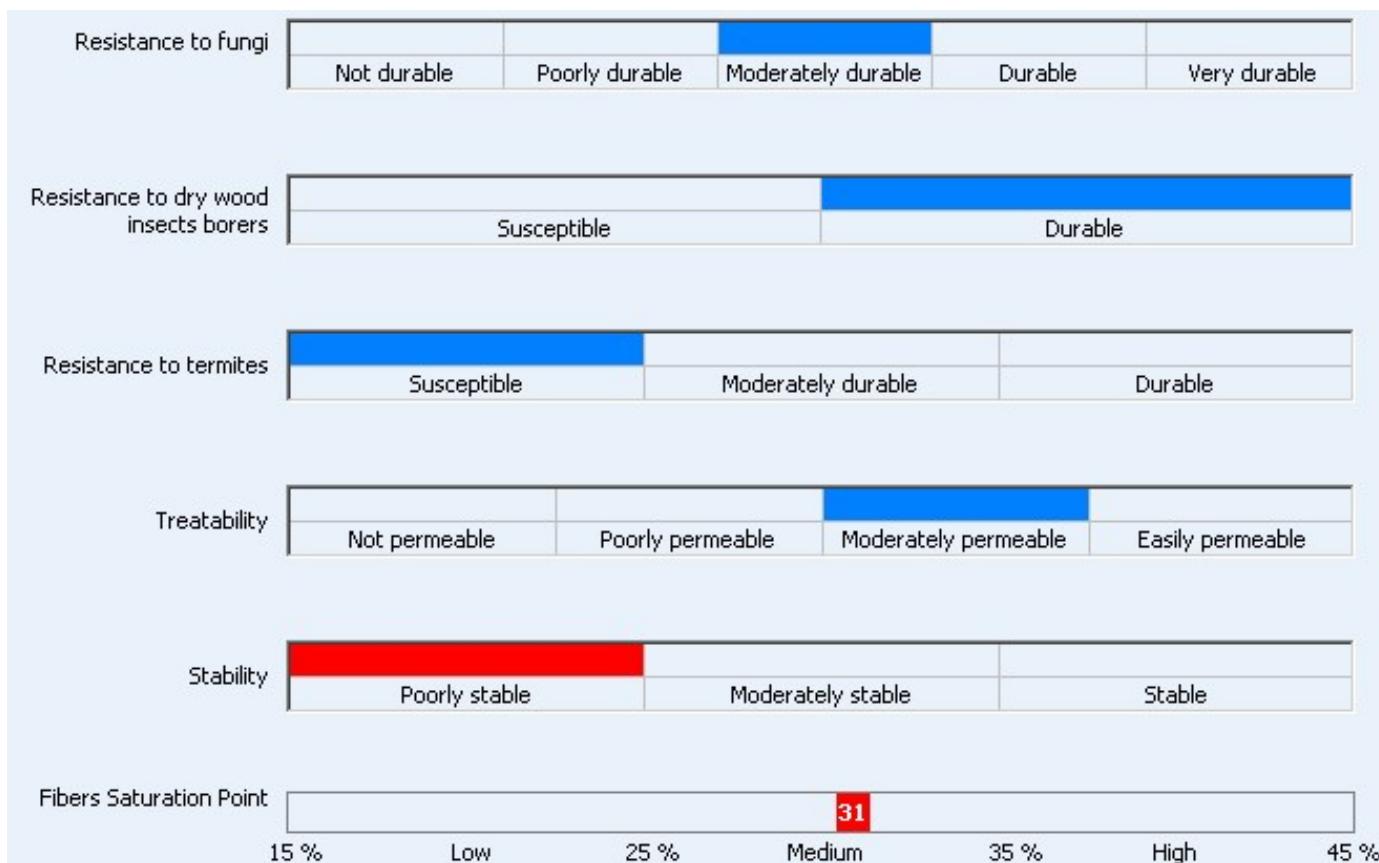 Resistance to fungi
Not durable Poorly durable Moderately durable Durable Very durable
Resistance to dry wood
insects borers
Susceptible Durable
Resistance to termites
Susceptible Moderately durable Durable
Treatability
Not permeable Poorly permeable Moderately permeable Easily permeable
Stability
Poorly stable Moderately stable Stable
Fibers Saturation Point
31
15 % Low 25 % Medium 35 % High 45 %